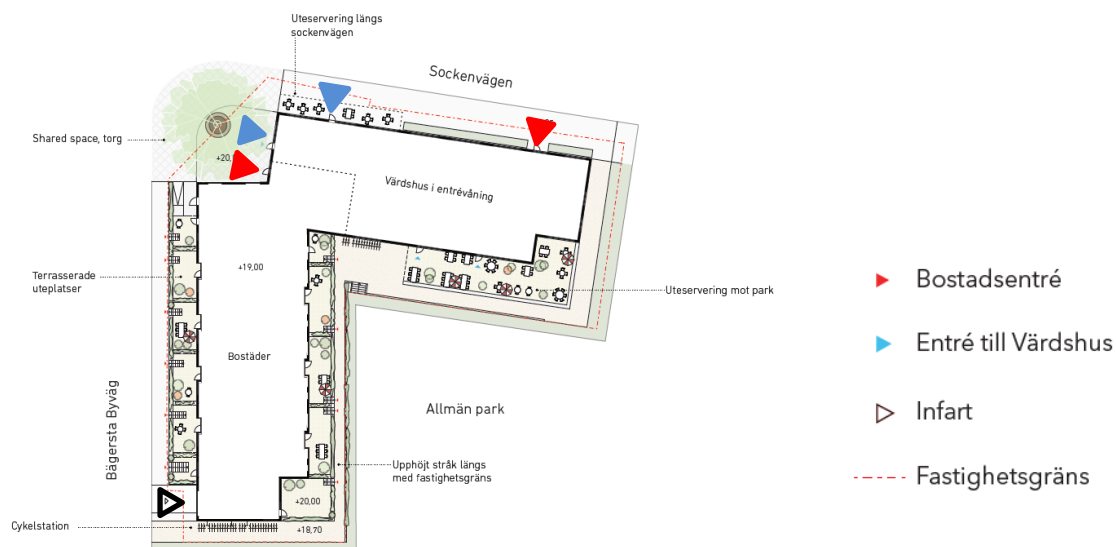 Uteservering längs
sockenvägen
Sockenvägen
Shared space, torg
Värdshus i entrévåning
+19,00
Terrasserade
uteplatser
Uteservering mot park
Bostäder
Bägersta Byväg
Allmän park
Upphöjt stråk längs
med fastighetsgräns
+20,00
Cykelstation
+18,70
Bostadsentré
Entré till Värdshus
Infart
Fastighetsgräns